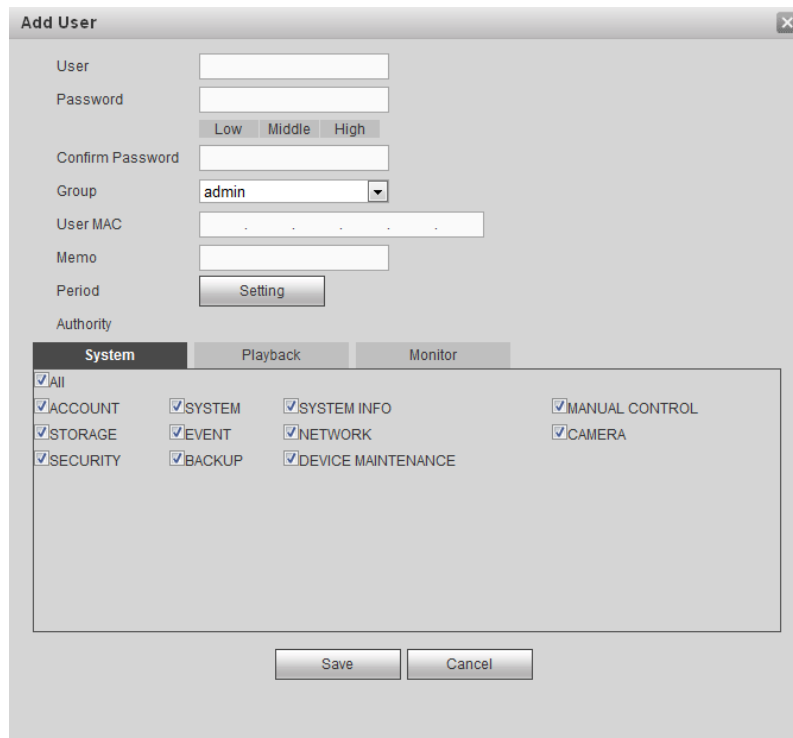 Add User
User
Password
Low Middle High
Confirm Password
Group admin
User MAC . . . . .
Memo
Period Setting
Authority
System Playback Monitor
All
ACCOUNT SYSTEM SYSTEM INFO MANUAL CONTROL
STORAGE EVENT NETWORK CAMERA
SECURITY BACKUP DEVICE MAINTENANCE
Save Cancel